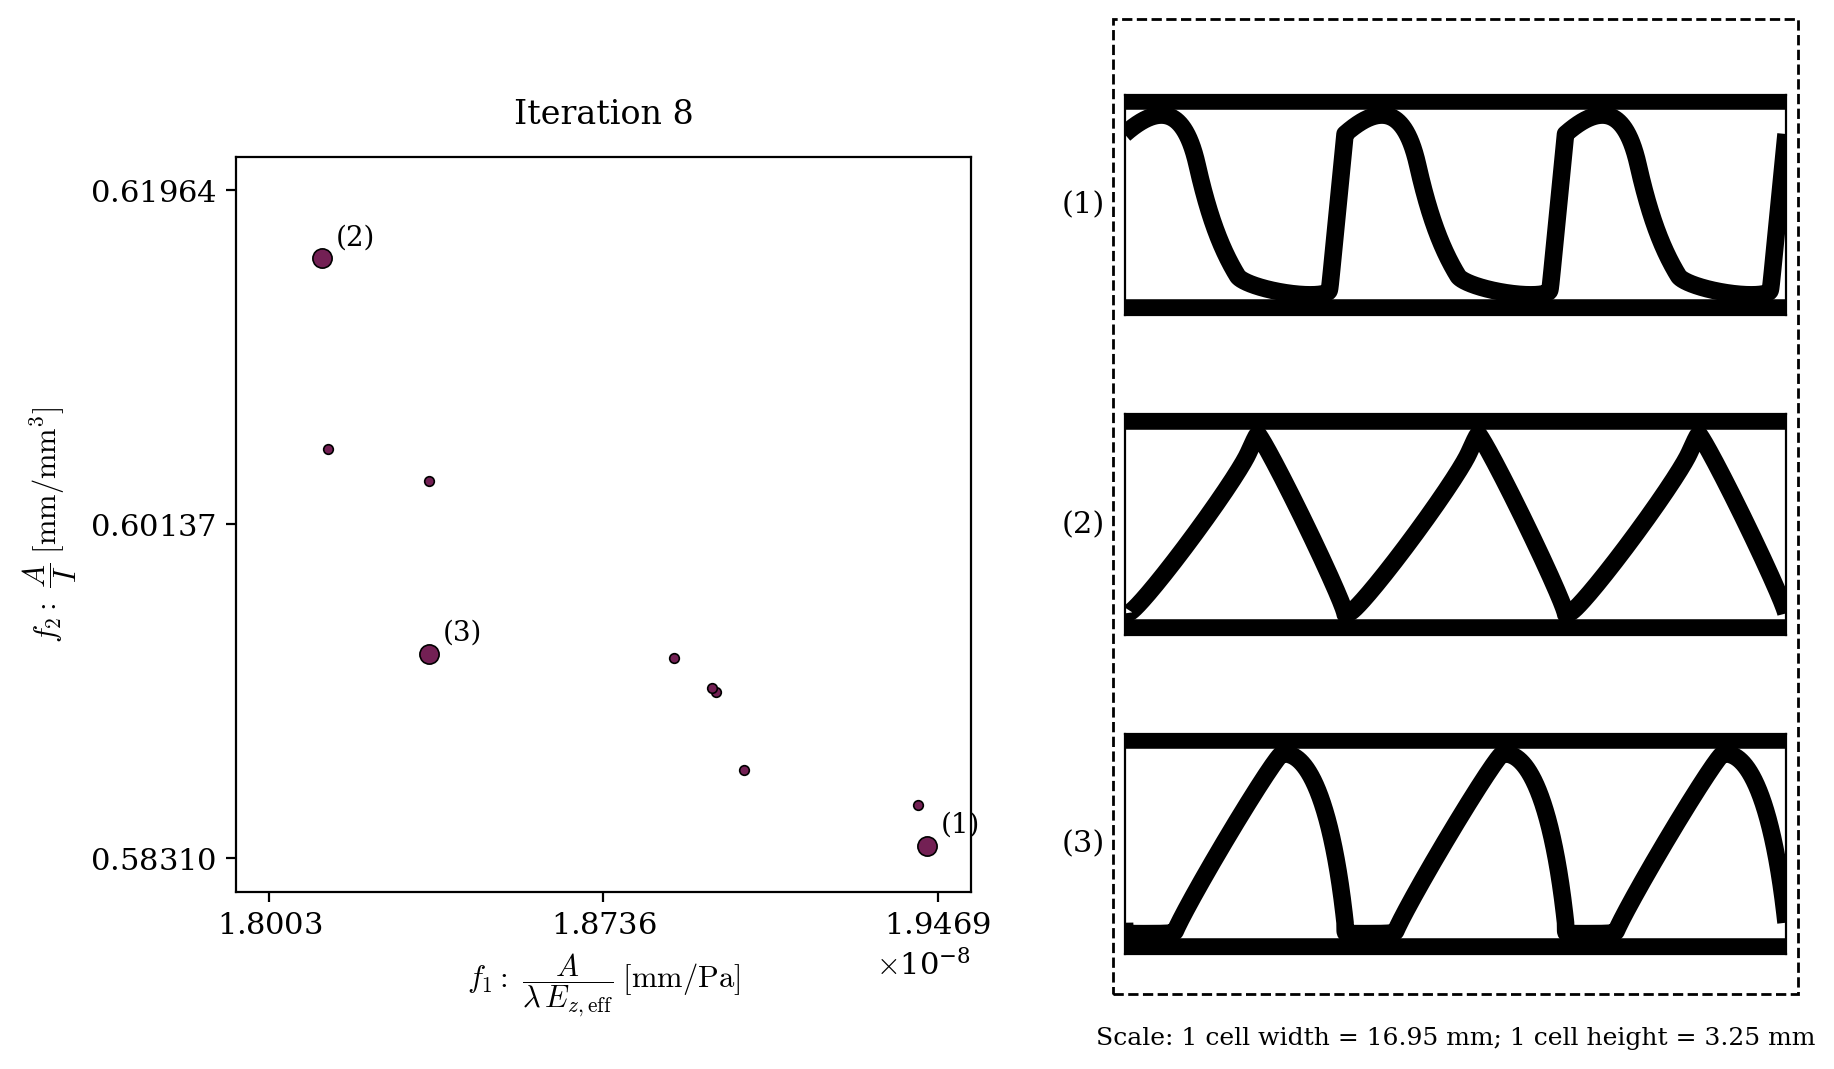 Iteration 8
0.61964
0.60137
0.58310
f₂: A/I [mm/mm³]
(2)
(3)
(1)
1.8003 1.8736 1.9469
×10⁻⁸
f₁: A/(λ E_z,eff) [mm/Pa]
(1)
(2)
(3)
Scale: 1 cell width = 16.95 mm; 1 cell height = 3.25 mm